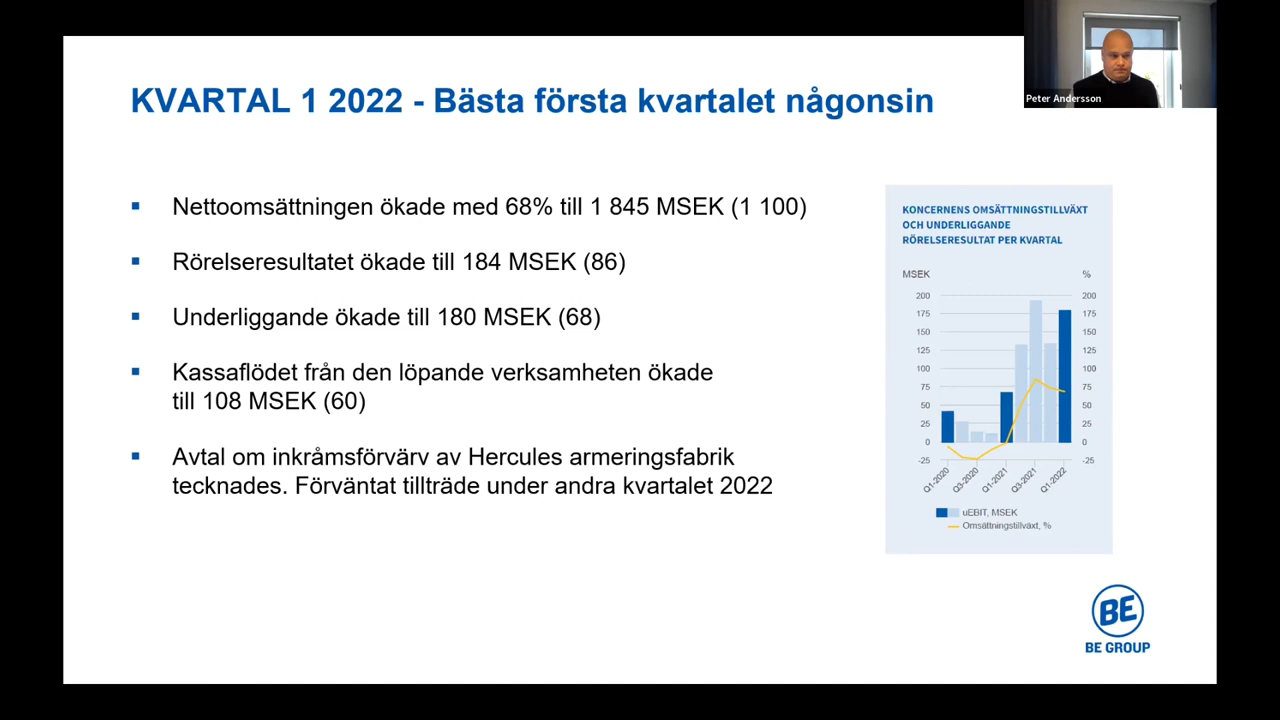 KVARTAL 1 2022 - Bästa första kvartalet någonsin
Peter Andersson
▪ Nettoomsättningen ökade med 68% till 1 845 MSEK (1 100)
▪ Rörelseresultatet ökade till 184 MSEK (86)
▪ Underliggande ökade till 180 MSEK (68)
▪ Kassaflödet från den löpande verksamheten ökade
till 108 MSEK (60)
▪ Avtal om inkråmsförvärv av Hercules armeringsfabrik
tecknades. Förväntat tillträde under andra kvartalet 2022
KONCERNENS OMSÄTTNINGSTILLVÄXT
OCH UNDERLIGGANDE
RÖRELSERESULTAT PER KVARTAL
MSEK %
200 200
175 175
150 150
125 125
100 100
75 75
50 50
25 25
0 0
-25 -25
Q1-2020 Q3-2020 Q1-2021 Q3-2021 Q1-2022
uEBIT, MSEK
Omsättningstillväxt, %
BE
BE GROUP